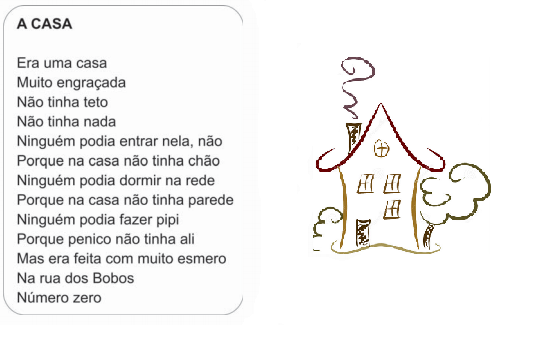 A CASA
Era uma casa
Muito engraçada
Não tinha teto
Não tinha nada
Ninguém podia entrar nela, não
Porque na casa não tinha chão
Ninguém podia dormir na rede
Porque na casa não tinha parede
Ninguém podia fazer pipi
Porque penico não tinha ali
Mas era feita com muito esmero
Na rua dos Bobos
Número zero